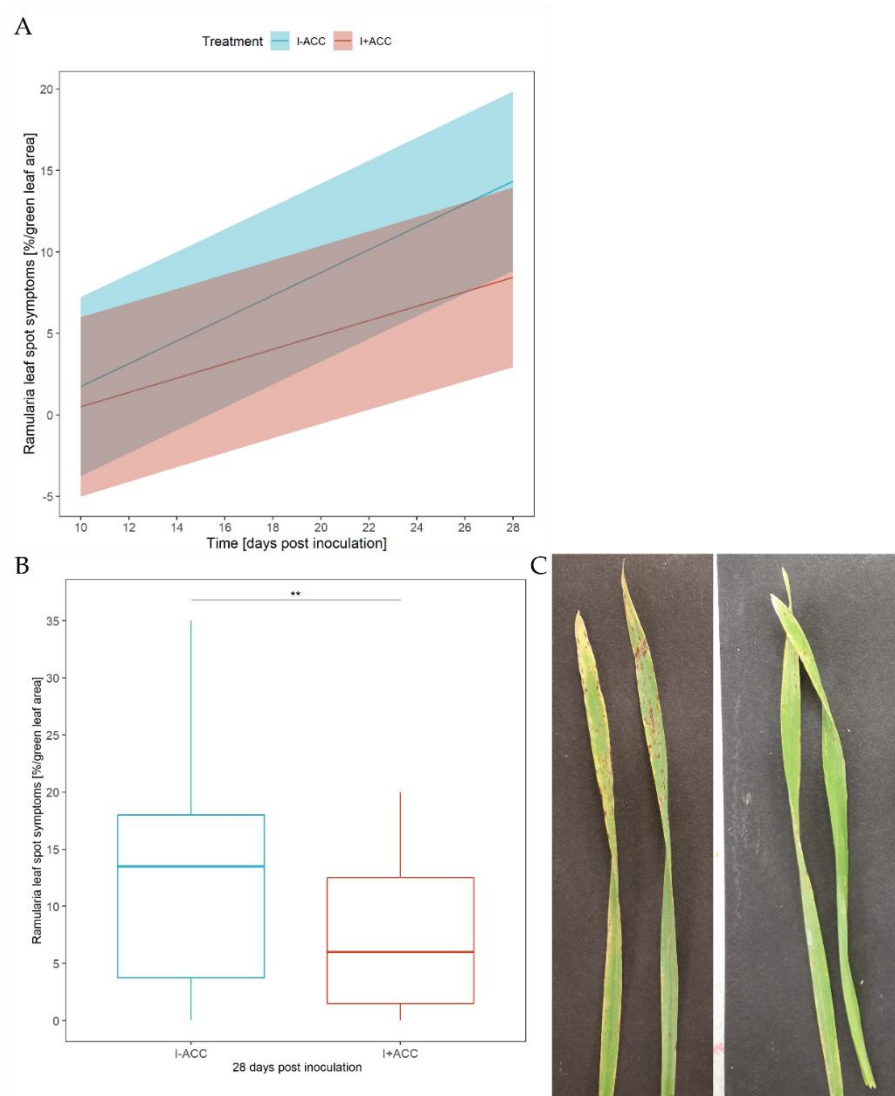 A
Treatment I-ACC I+ACC
Ramularia leaf spot symptoms [%/green leaf area]
20
15
10
5
0
-5
10 12 14 16 18 20 22 24 26 28
Time [days post inoculation]
B
Ramularia leaf spot symptoms [%/green leaf area]
35
30
25
20
15
10
5
0
**
I-ACC I+ACC
28 days post inoculation
C